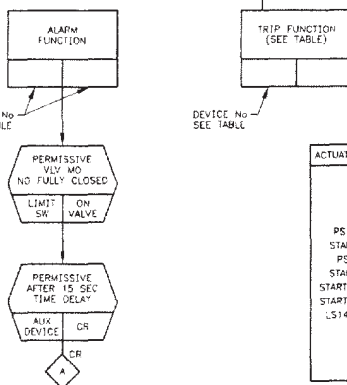 ALARM
FUNCTION
TRIP FUNCTION
(SEE TABLE)
No
DEVICE No
SEE TABLE
PERMISSIVE
VLV MO
NO FULLY CLOSED
LIMIT SW
ON VALVE
ACTUAT
PS
STAR
PS
STAR
START
START
LS14
PERMISSIVE
AFTER 15 SEC
TIME DELAY
AUX DEVICE
CR
CR
A